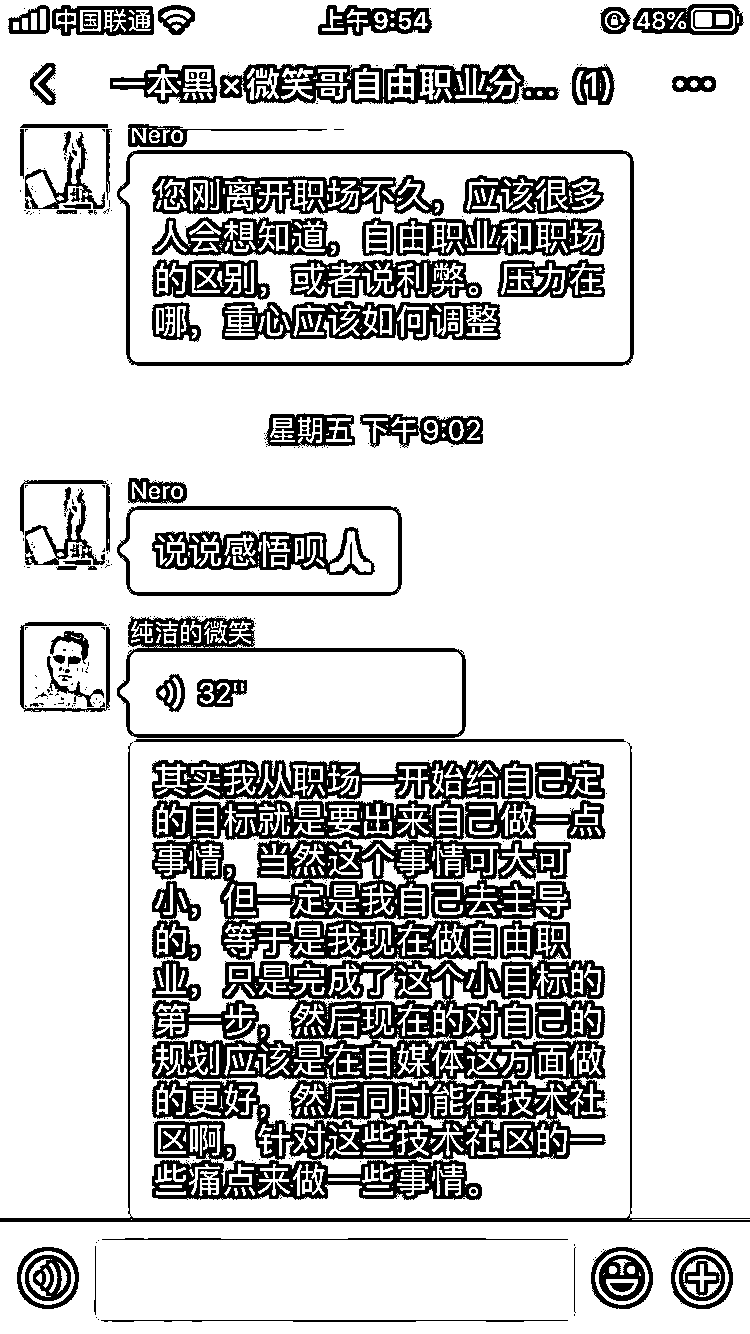 中国联通 上午9:54 48%
一本黑×微笑哥自由职业分... (1)
Nero
您刚离开职场不久，应该很多
人会想知道，自由职业和职场
的区别，或者说利弊。压力在
哪，重心应该如何调整
星期五 下午9:02
Nero
说说感悟呗🙏
纯洁的微笑
32"
其实我从职场一开始给自己定
的目标就是要出来自己做一点
事情，当然这个事情可大可
小，但一定是我自己去主导
的，等于是我现在做自由职
业，只是完成了这个小目标的
第一步，然后现在的对自己的
规划应该是在自媒体这方面做
的更好，然后同时能在技术社
区啊，针对这些技术社区的一
些痛点来做一些事情。